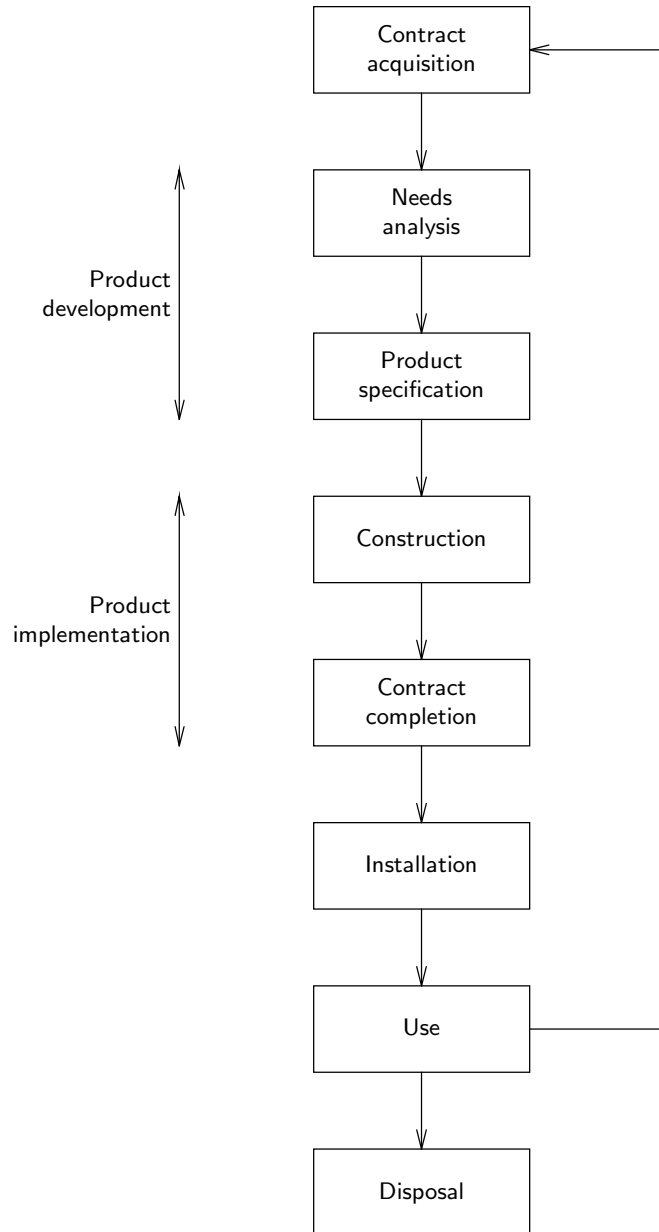 Contract
acquisition
Needs
analysis
Product
development
Product
specification
Construction
Product
implementation
Contract
completion
Installation
Use
Disposal